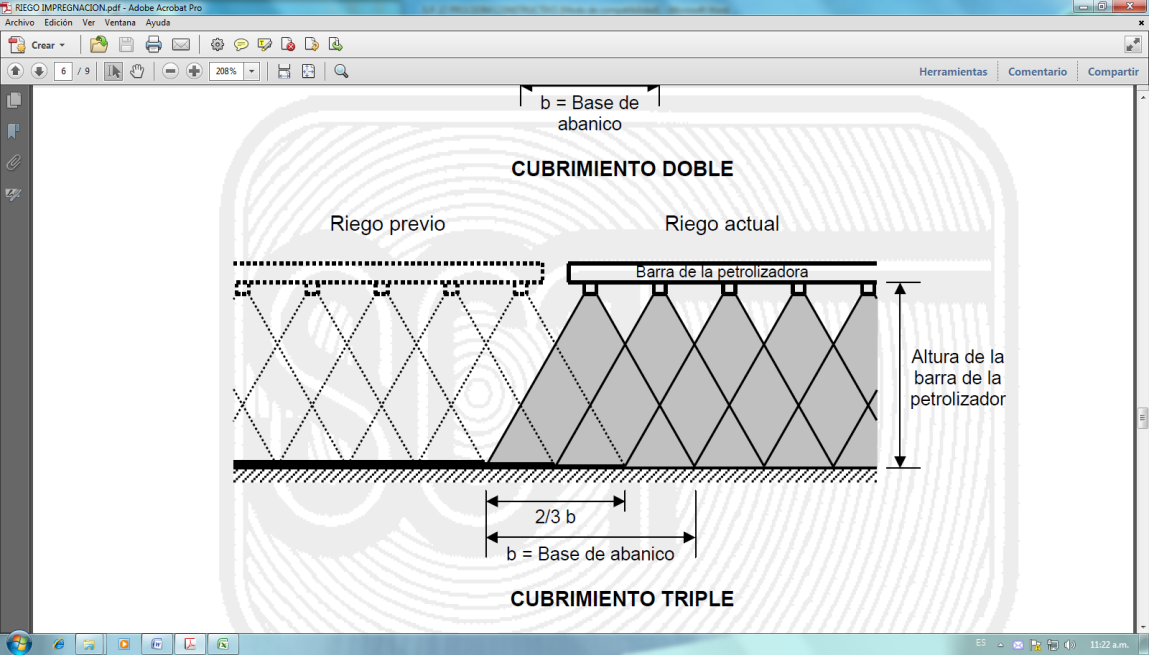 RIEGO IMPREGNACION.pdf - Adobe Acrobat Pro
Archivo Edición Ver Ventana Ayuda
Crear
6 / 9
208%
Herramientas Comentario Compartir
b = Base de
abanico
CUBRIMIENTO DOBLE
Riego previo
Riego actual
Barra de la petrolizadora
Altura de la
barra de la
petrolizador
2/3 b
b = Base de abanico
CUBRIMIENTO TRIPLE
ES
11:22 a.m.